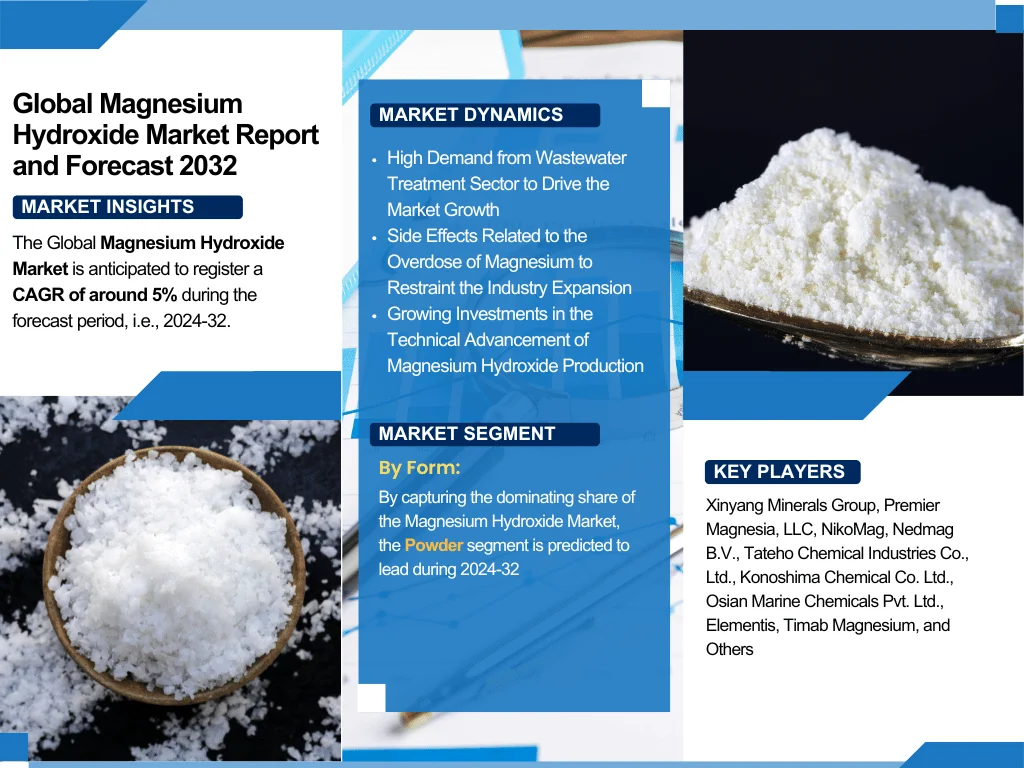 Global Magnesium
Hydroxide Market Report
and Forecast 2032
MARKET INSIGHTS
The Global Magnesium Hydroxide
Market is anticipated to register a
CAGR of around 5% during the
forecast period, i.e., 2024-32.
MARKET DYNAMICS
• High Demand from Wastewater
Treatment Sector to Drive the
Market Growth
• Side Effects Related to the
Overdose of Magnesium to
Restraint the Industry Expansion
• Growing Investments in the
Technical Advancement of
Magnesium Hydroxide Production
MARKET SEGMENT
By Form:
By capturing the dominating share of
the Magnesium Hydroxide Market,
the Powder segment is predicted to
lead during 2024-32
KEY PLAYERS
Xinyang Minerals Group, Premier
Magnesia, LLC, NikoMag, Nedmag
B.V., Tateho Chemical Industries Co.,
Ltd., Konoshima Chemical Co. Ltd.,
Osian Marine Chemicals Pvt. Ltd.,
Elementis, Timab Magnesium, and
Others